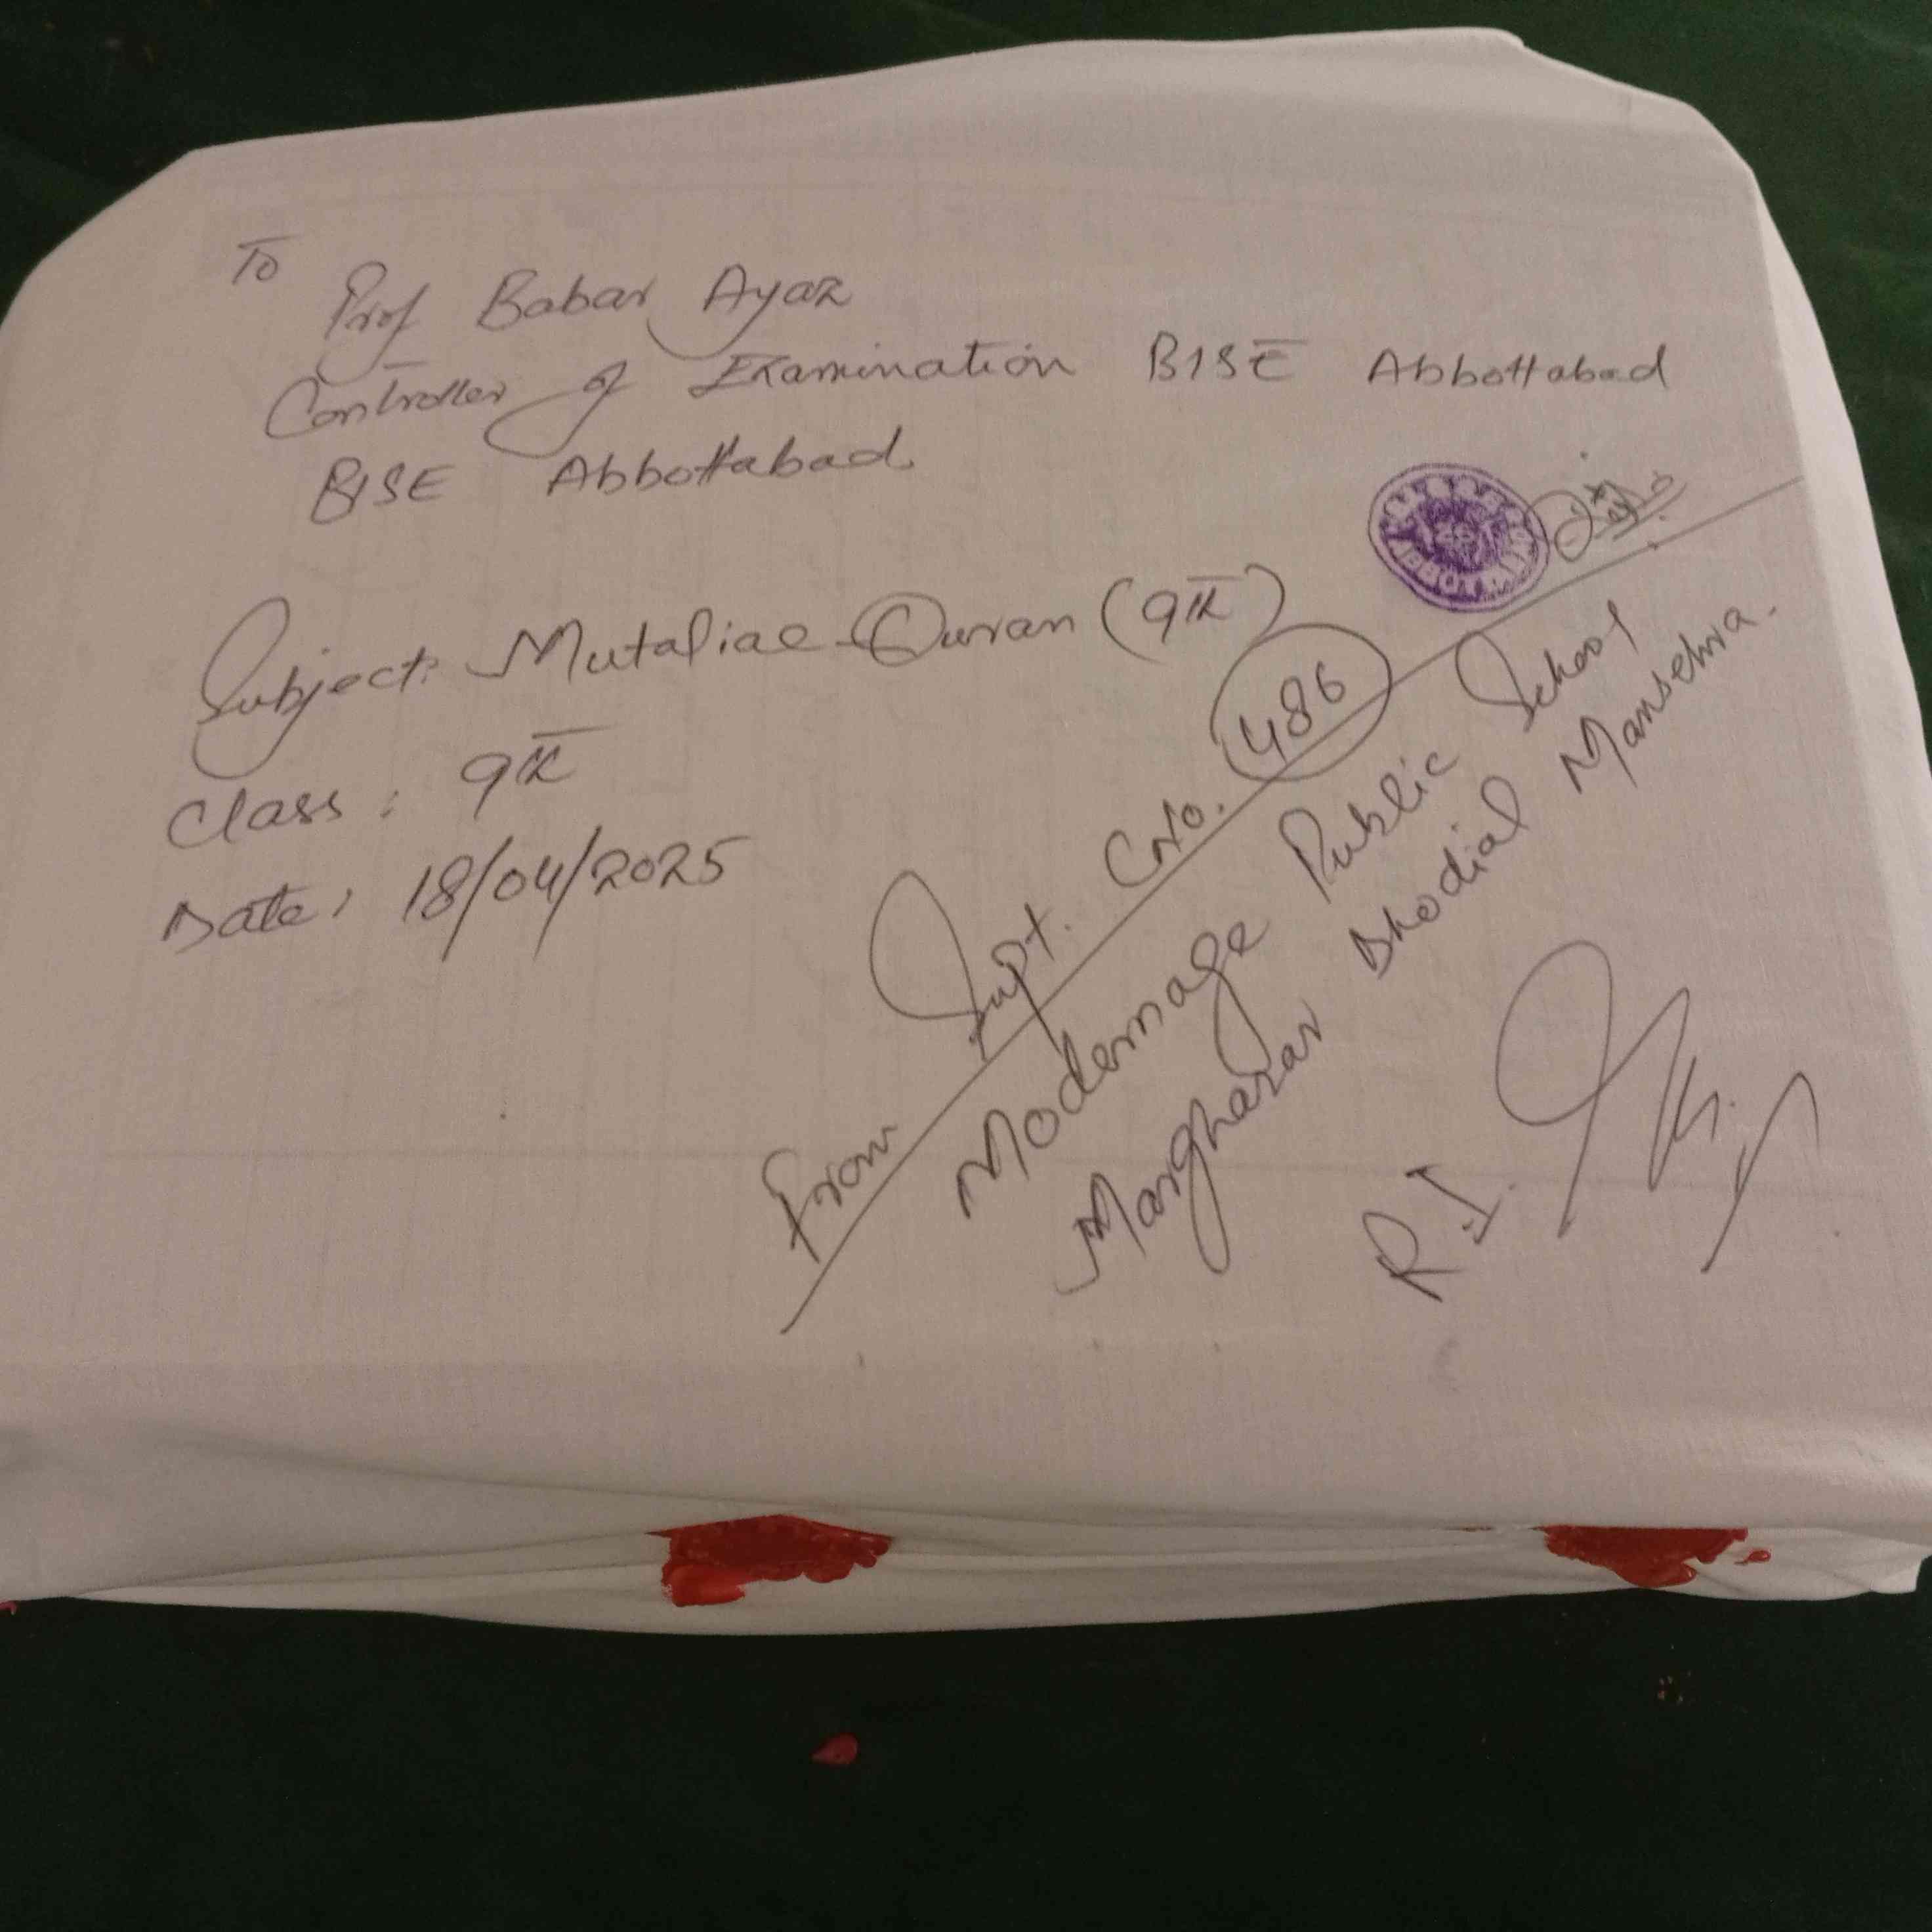 To
Prof Babar Ayaz
Controller of Examination BISE Abbottabad
BISE Abbottabad
Subject: Mutaliae-Quran (9th)
Class: 9th
Date: 18/04/2025
From Supt. C.No. 486
Modernage Public School
Marghazar Dhodial Mansehra.
R.I.